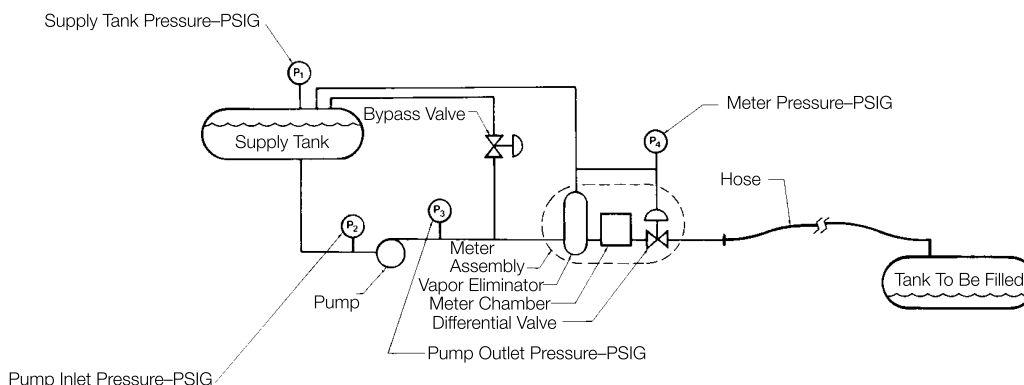 Supply Tank Pressure–PSIG
P1
Bypass Valve
Meter Pressure–PSIG
P4
Supply Tank
Hose
P3
P2
Meter
Assembly
Tank To Be Filled
Vapor Eliminator
Pump
Meter Chamber
Differential Valve
Pump Outlet Pressure–PSIG
Pump Inlet Pressure–PSIG